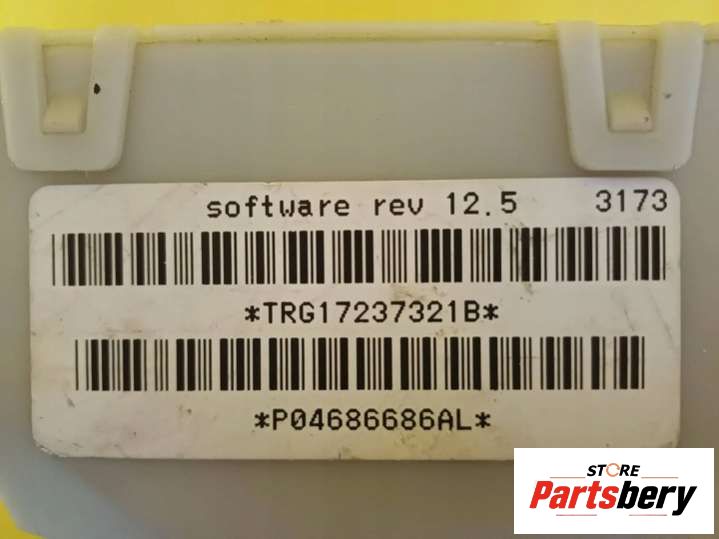 software rev 12.5 3173
*TRG17237321B*
*P04686686AL*
STORE
Partsbery